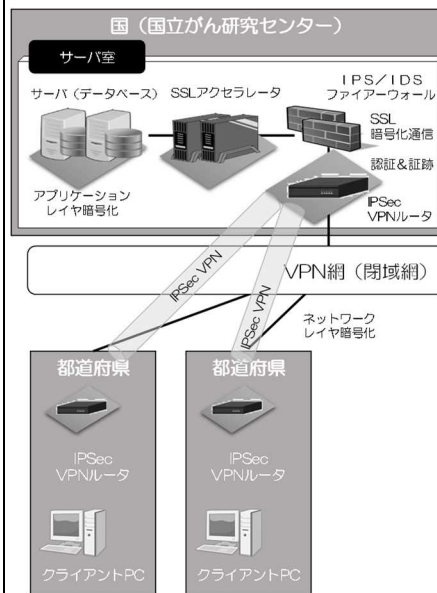 国（国立がん研究センター）
サーバ室
サーバ（データベース）
SSLアクセラレータ
IPS／IDS
ファイアーウォール
SSL
暗号化通信
認証＆証跡
アプリケーション
レイヤ暗号化
IPSec
VPNルータ
IPSec VPN
IPSec VPN
VPN網（閉域網）
ネットワーク
レイヤ暗号化
都道府県
都道府県
IPSec
VPNルータ
IPSec
VPNルータ
クライアントPC
クライアントPC